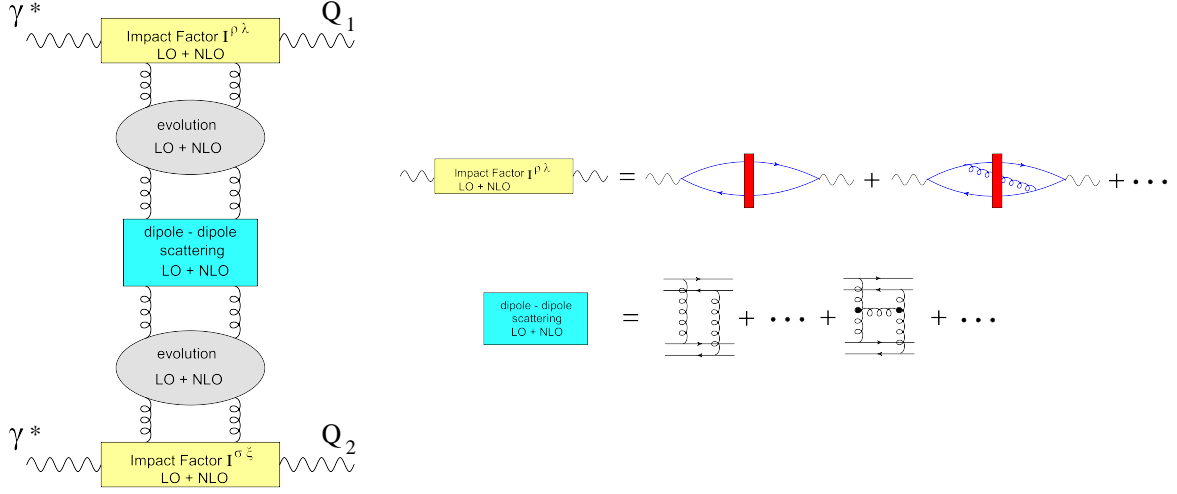 γ* Q1
Impact Factor I^ρλ
LO + NLO
evolution
LO + NLO
dipole - dipole
scattering
LO + NLO
evolution
LO + NLO
γ* Q2
Impact Factor I^σξ
LO + NLO
Impact Factor I^ρλ
LO + NLO
= + + •••
dipole - dipole
scattering
LO + NLO
= + ••• + + •••